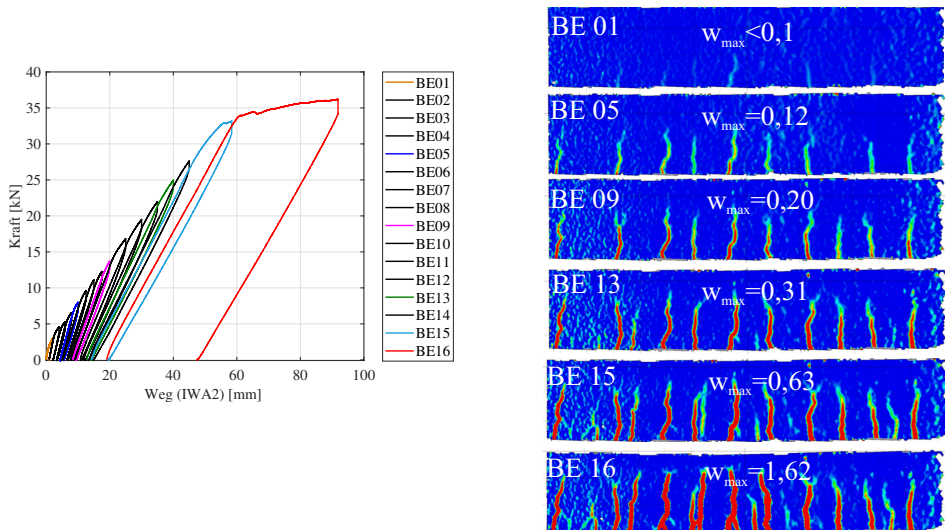 40
35
30
25
20
15
10
5
0
Kraft [kN]
0 20 40 60 80 100
Weg (IWA2) [mm]
BE01
BE02
BE03
BE04
BE05
BE06
BE07
BE08
BE09
BE10
BE11
BE12
BE13
BE14
BE15
BE16
BE 01 wmax<0,1
BE 05 wmax=0,12
BE 09 wmax=0,20
BE 13 wmax=0,31
BE 15 wmax=0,63
BE 16 wmax=1,62